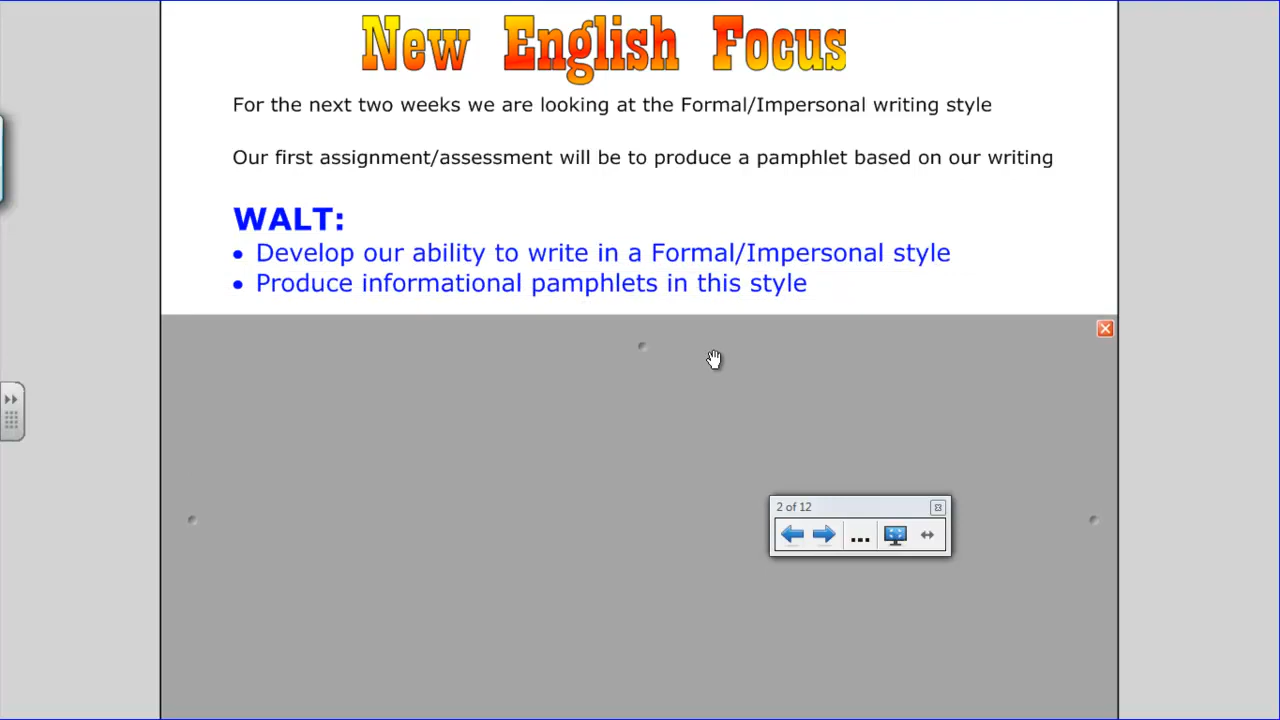 New English Focus
For the next two weeks we are looking at the Formal/Impersonal writing style
Our first assignment/assessment will be to produce a pamphlet based on our writing
WALT:
• Develop our ability to write in a Formal/Impersonal style
• Produce informational pamphlets in this style
2 of 12
...